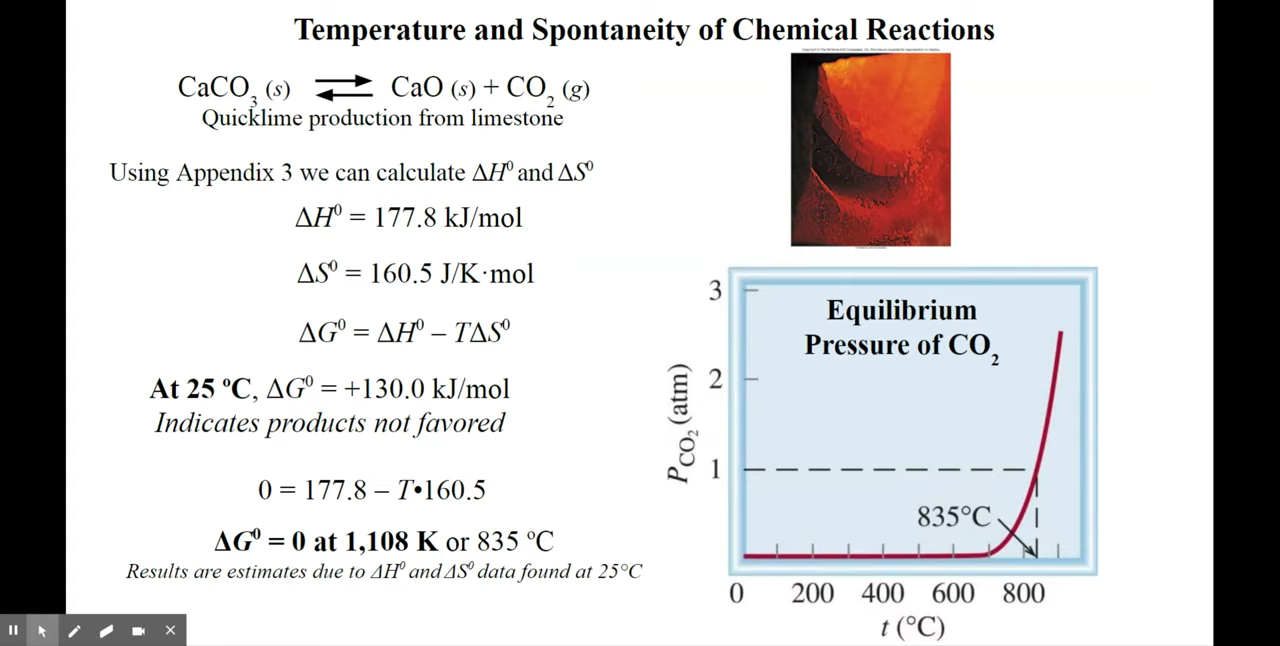 Temperature and Spontaneity of Chemical Reactions
CaCO₃ (s) ⇌ CaO (s) + CO₂ (g)
Quicklime production from limestone
Using Appendix 3 we can calculate ΔH⁰ and ΔS⁰
ΔH⁰ = 177.8 kJ/mol
ΔS⁰ = 160.5 J/K·mol
ΔG⁰ = ΔH⁰ – TΔS⁰
At 25 ºC, ΔG⁰ = +130.0 kJ/mol
Indicates products not favored
0 = 177.8 – T•160.5
ΔG⁰ = 0 at 1,108 K or 835 ºC
Results are estimates due to ΔH⁰ and ΔS⁰ data found at 25°C
Equilibrium
Pressure of CO₂
P_CO₂ (atm)
3
2
1
835°C
0 200 400 600 800
t (°C)